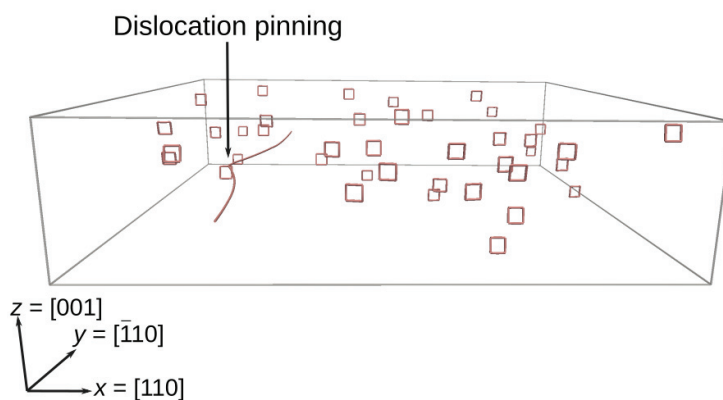 Dislocation pinning
z = [001]
y = [1̄10]
x = [110]